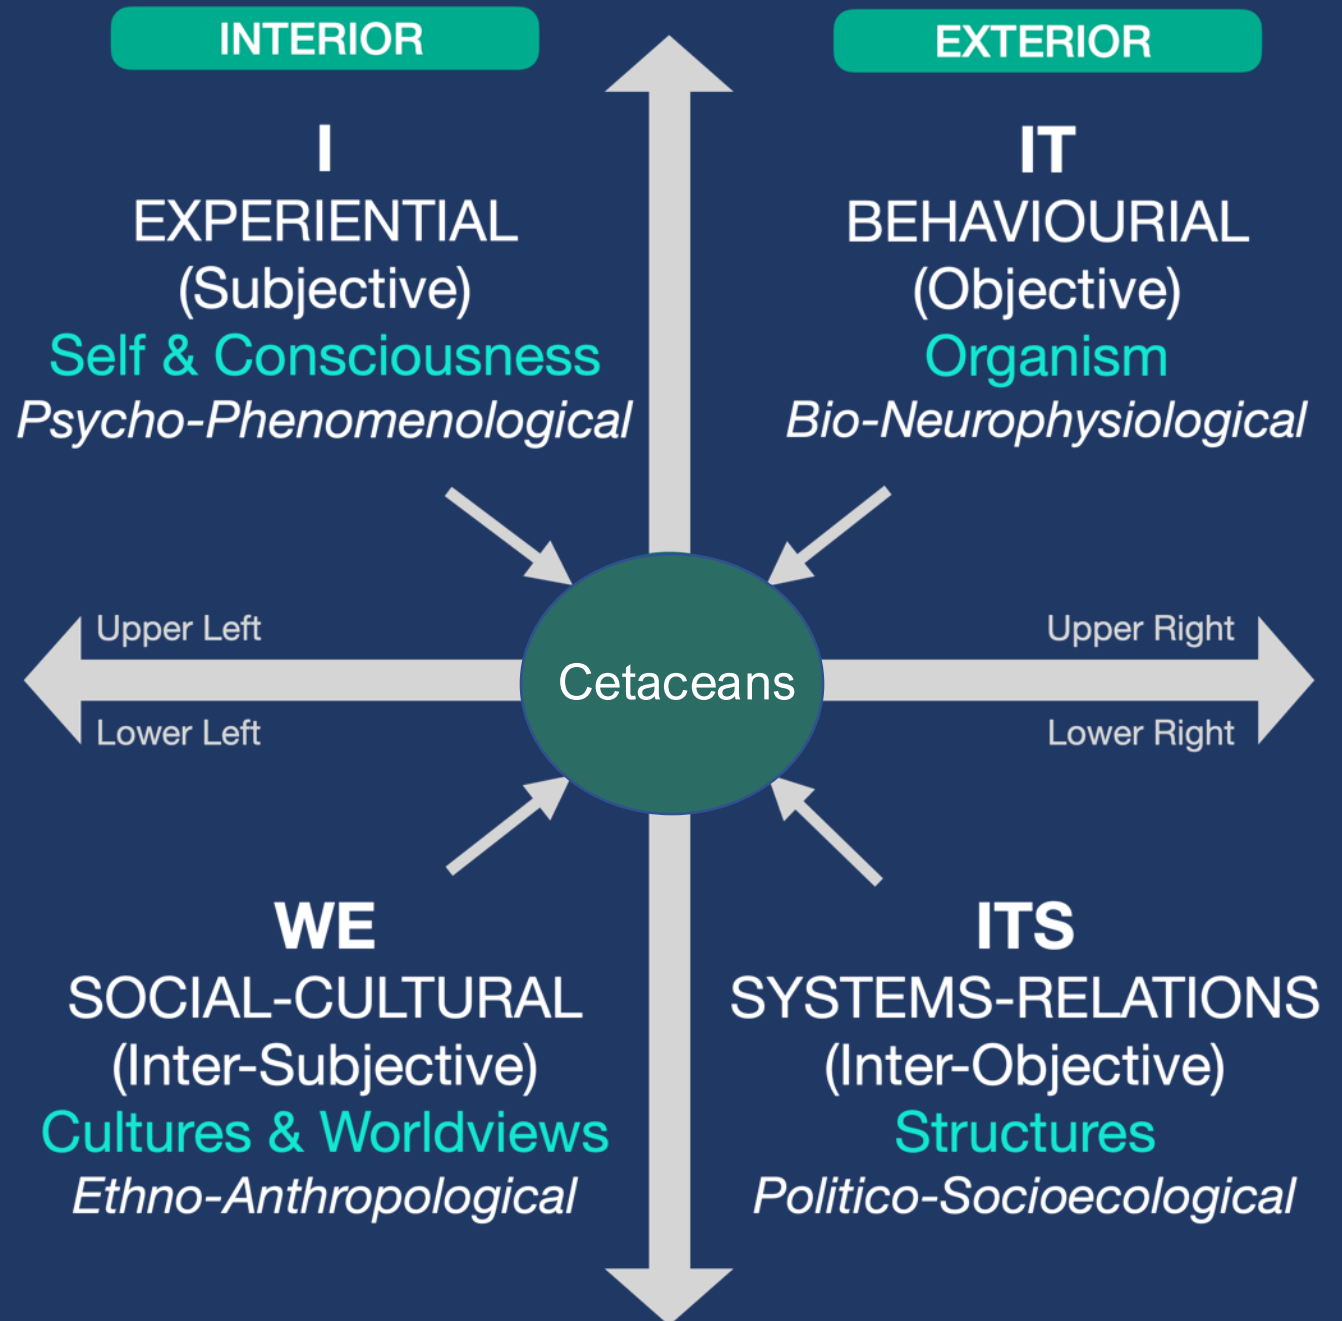 INTERIOR
EXTERIOR
I
EXPERIENTIAL
(Subjective)
Self & Consciousness
Psycho-Phenomenological
IT
BEHAVIOURIAL
(Objective)
Organism
Bio-Neurophysiological
Upper Left
Upper Right
Cetaceans
Lower Left
Lower Right
WE
SOCIAL-CULTURAL
(Inter-Subjective)
Cultures & Worldviews
Ethno-Anthropological
ITS
SYSTEMS-RELATIONS
(Inter-Objective)
Structures
Politico-Socioecological